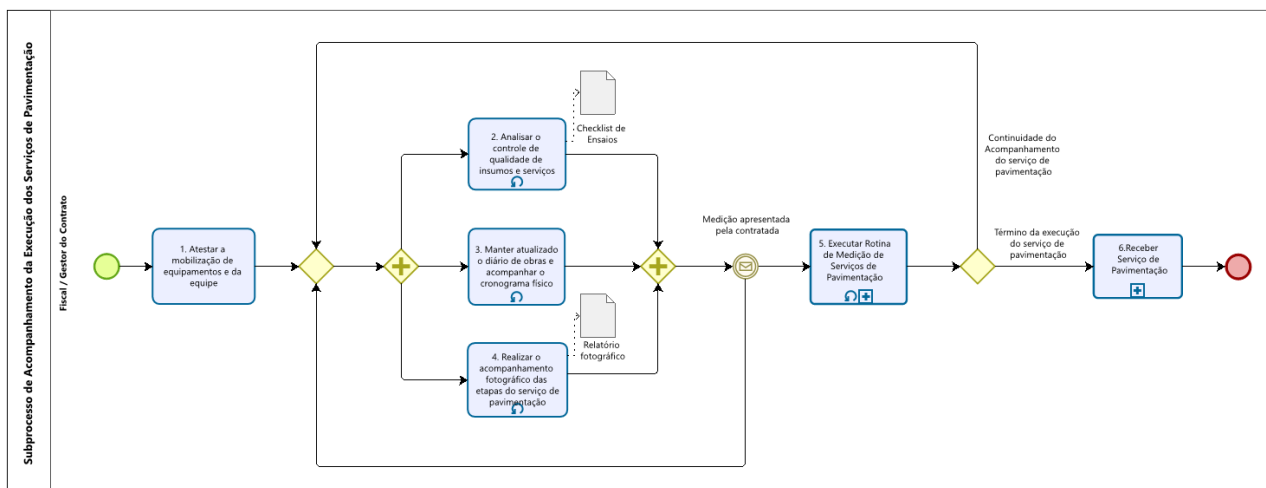 Subprocesso de Acompanhamento da Execução dos Serviços de Pavimentação
Fiscal / Gestor do Contrato
1. Atestar a
mobilização de
equipamentos e da
equipe
2. Analisar o
controle de
qualidade de
insumos e serviços
Checklist de
Ensaios
3. Manter atualizado
o diário de obras e
acompanhar o
cronograma físico
4. Realizar o
acompanhamento
fotográfico das
etapas do serviço de
pavimentação
Relatório
fotográfico
Medição apresentada
pela contratada
5. Executar Rotina
de Medição de
Serviços de
Pavimentação
Continuidade do
Acompanhamento
do serviço de
pavimentação
Término da execução
do serviço de
pavimentação
6.Receber
Serviço de
Pavimentação